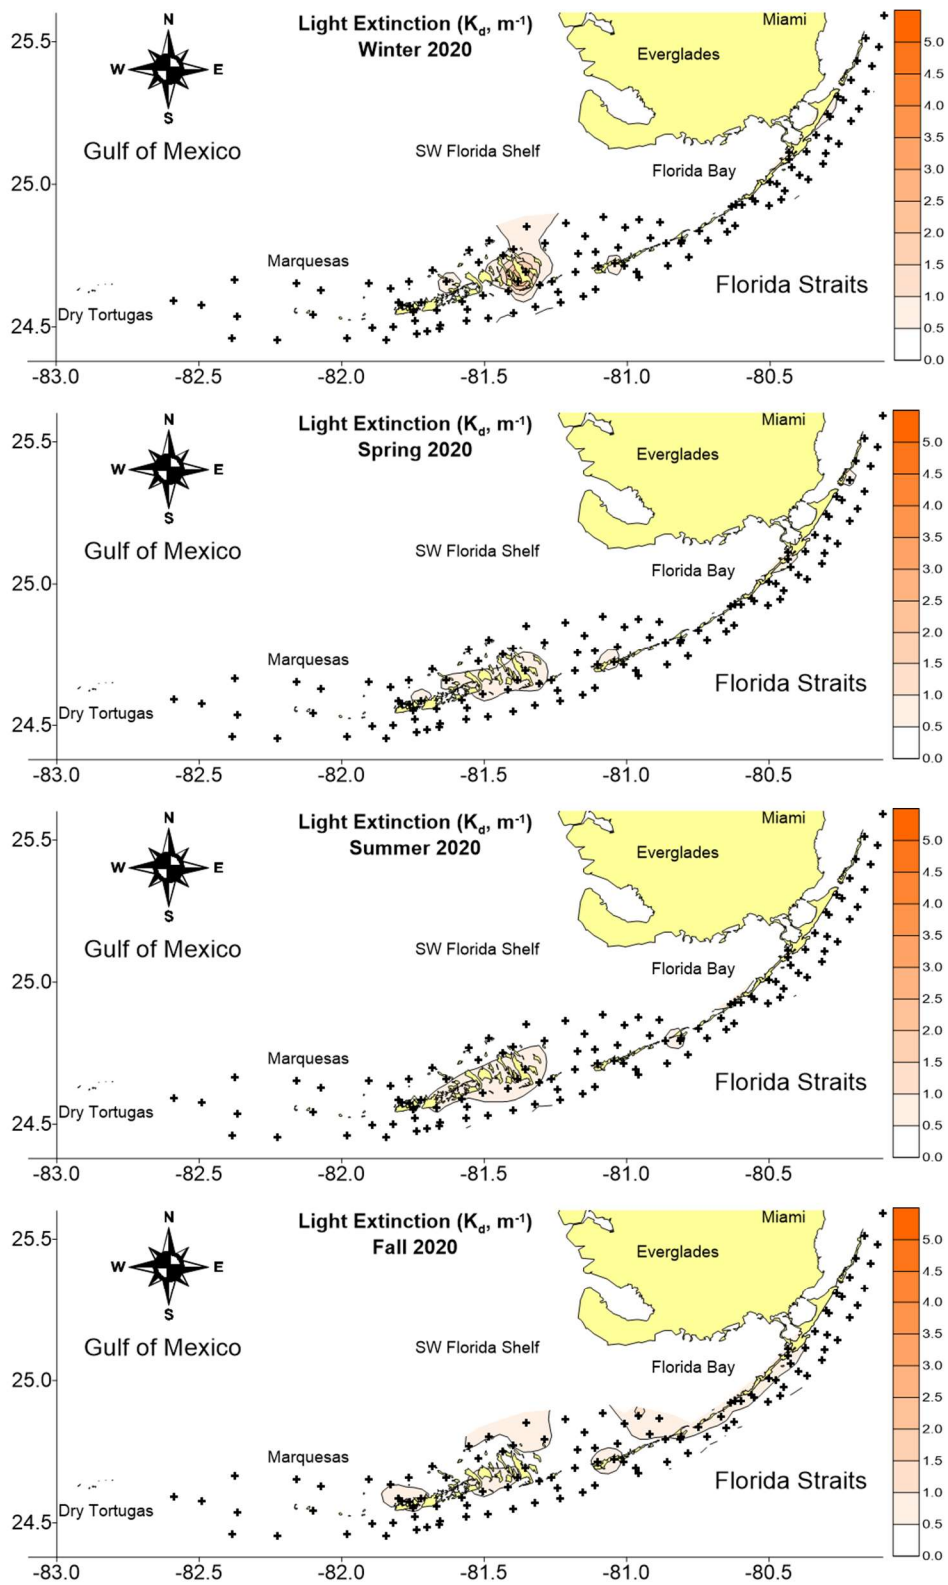 Light Extinction (Kd, m-1)
Winter 2020
Miami
Everglades
N
W E
S
Gulf of Mexico
SW Florida Shelf
Florida Bay
Marquesas
Dry Tortugas
Florida Straits
25.5
25.0
24.5
-83.0 -82.5 -82.0 -81.5 -81.0 -80.5
5.0
4.5
4.0
3.5
3.0
2.5
2.0
1.5
1.0
0.5
0.0
Light Extinction (Kd, m-1)
Spring 2020
Miami
Everglades
N
W E
S
Gulf of Mexico
SW Florida Shelf
Florida Bay
Marquesas
Dry Tortugas
Florida Straits
25.5
25.0
24.5
-83.0 -82.5 -82.0 -81.5 -81.0 -80.5
5.0
4.5
4.0
3.5
3.0
2.5
2.0
1.5
1.0
0.5
0.0
Light Extinction (Kd, m-1)
Summer 2020
Miami
Everglades
N
W E
S
Gulf of Mexico
SW Florida Shelf
Florida Bay
Marquesas
Dry Tortugas
Florida Straits
25.5
25.0
24.5
-83.0 -82.5 -82.0 -81.5 -81.0 -80.5
5.0
4.5
4.0
3.5
3.0
2.5
2.0
1.5
1.0
0.5
0.0
Light Extinction (Kd, m-1)
Fall 2020
Miami
Everglades
N
W E
S
Gulf of Mexico
SW Florida Shelf
Florida Bay
Marquesas
Dry Tortugas
Florida Straits
25.5
25.0
24.5
-83.0 -82.5 -82.0 -81.5 -81.0 -80.5
5.0
4.5
4.0
3.5
3.0
2.5
2.0
1.5
1.0
0.5
0.0